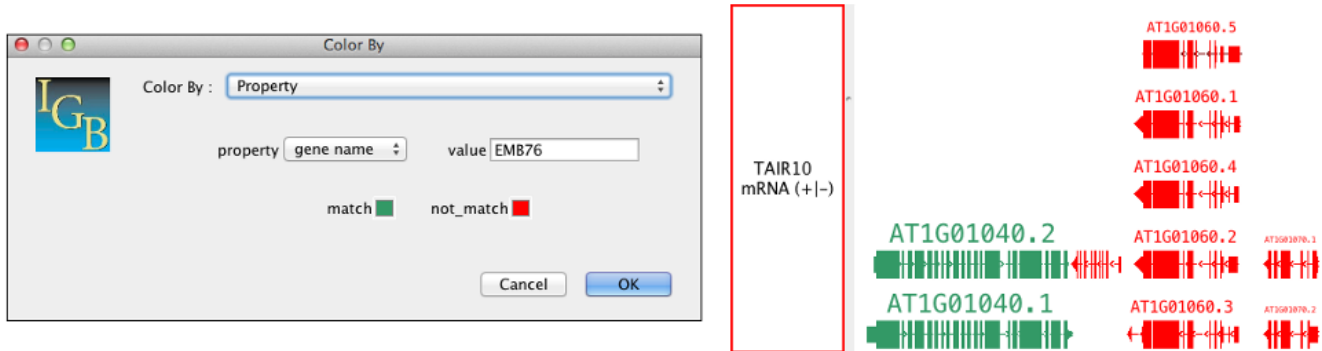 Color By
IGB
Color By : Property
property gene name value EMB76
match not_match
Cancel OK
TAIR10
mRNA (+|-)
AT1G01060.5
AT1G01060.1
AT1G01060.4
AT1G01040.2 AT1G01060.2 AT1G01070.1
AT1G01040.1 AT1G01060.3 AT1G01070.2